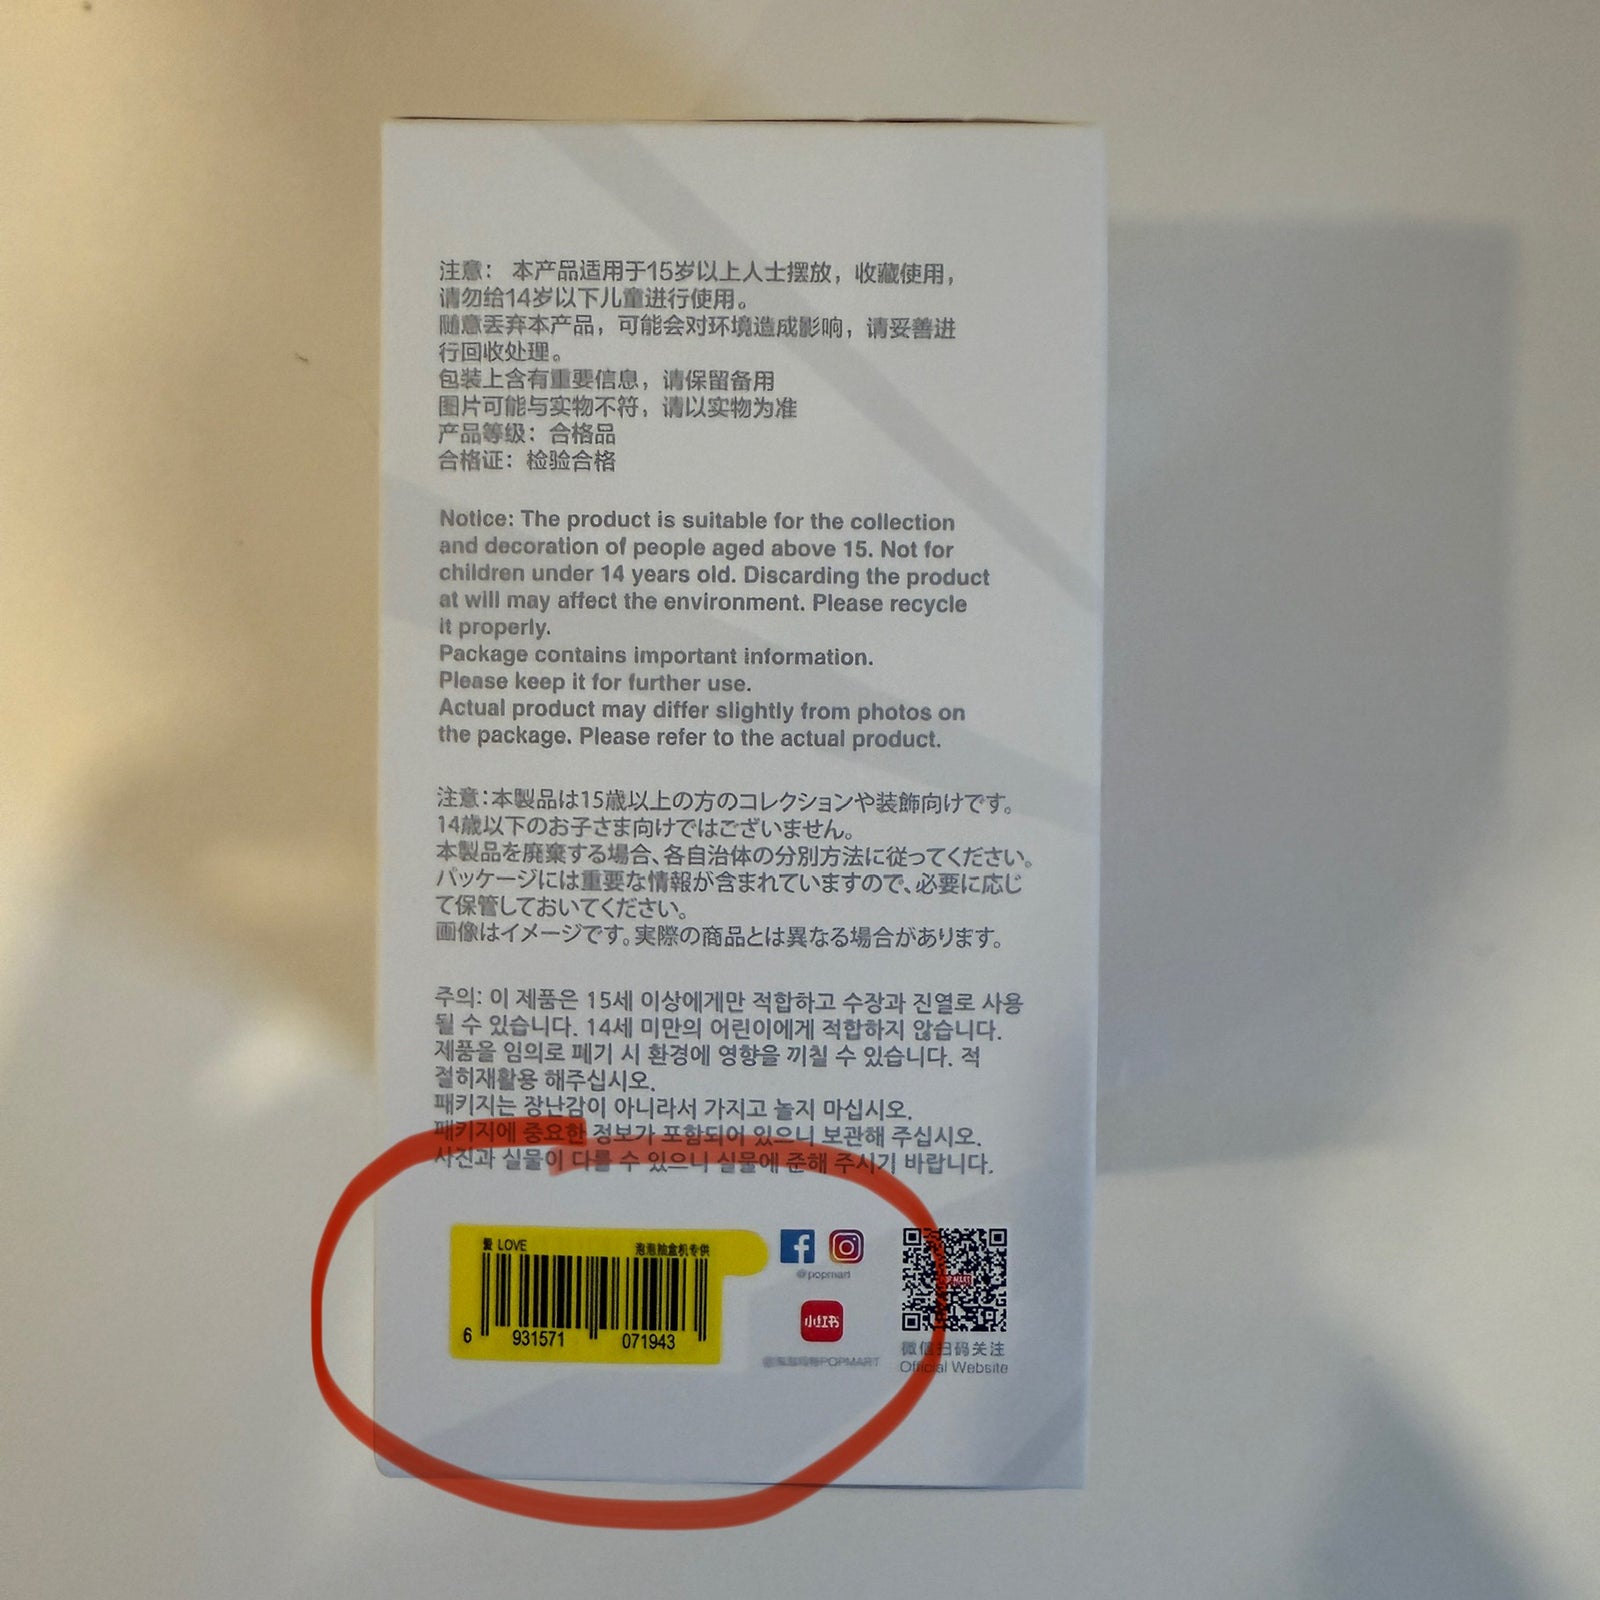 注意： 本产品适用于15岁以上人士摆放，收藏使用，
请勿给14岁以下儿童进行使用。
随意丢弃本产品，可能会对环境造成影响，请妥善进
行回收处理。
包装上含有重要信息，请保留备用
图片可能与实物不符，请以实物为准
产品等级：合格品
合格证：检验合格
Notice: The product is suitable for the collection
and decoration of people aged above 15. Not for
children under 14 years old. Discarding the product
at will may affect the environment. Please recycle
it properly.
Package contains important information.
Please keep it for further use.
Actual product may differ slightly from photos on
the package. Please refer to the actual product.
注意：本製品は15歳以上の方のコレクションや装飾向けです。
14歳以下のお子さま向けではございません。
本製品を廃棄する場合、各自治体の分別方法に従ってください。
パッケージには重要な情報が含まれていますので、必要に応じ
て保管しておいてください。
画像はイメージです。実際の商品とは異なる場合があります。
주의: 이 제품은 15세 이상에게만 적합하고 수장과 진열로 사용
될 수 있습니다. 14세 미만의 어린이에게 적합하지 않습니다.
제품을 임의로 폐기 시 환경에 영향을 끼칠 수 있습니다. 적
절히재활용 해주십시오.
패키지는 장난감이 아니라서 가지고 놀지 마십시오.
패키지에 중요한 정보가 포함되어 있으니 보관해 주십시오.
사진과 실물이 다를 수 있으니 실물에 준해 주시기 바랍니다.
爱 LOVE 泡泡抽盒机专供
6 931571 071943
@popmart
小红书
@泡泡玛特POPMART
微信扫码关注
Official Website